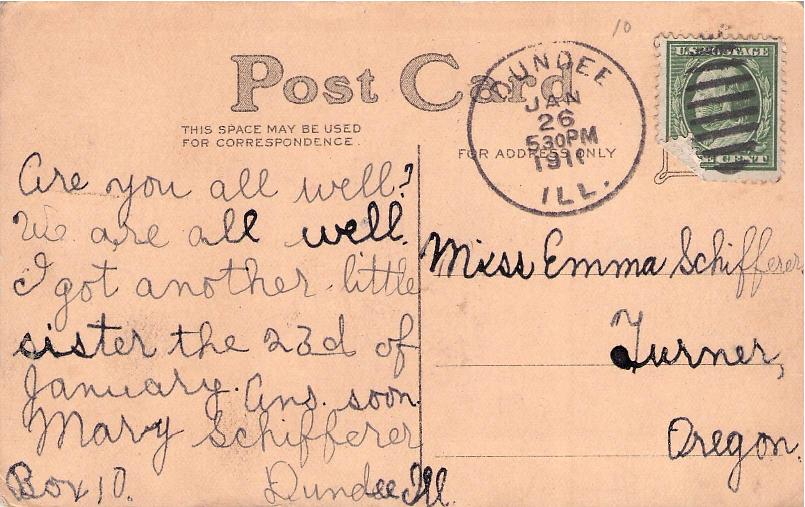 10
Post Card
THIS SPACE MAY BE USED
FOR CORRESPONDENCE.
FOR ADDRESS ONLY
DUNDEE
JAN
26
530PM
1911
ILL.
U.S. POSTAGE
Are you all well?
We are all well.
I got another little
sister the 23d of
January. Ans. soon
Mary Schifferer
Box 10. Dundee Ill.
Miss Emma Schifferer
Turner,
Oregon.